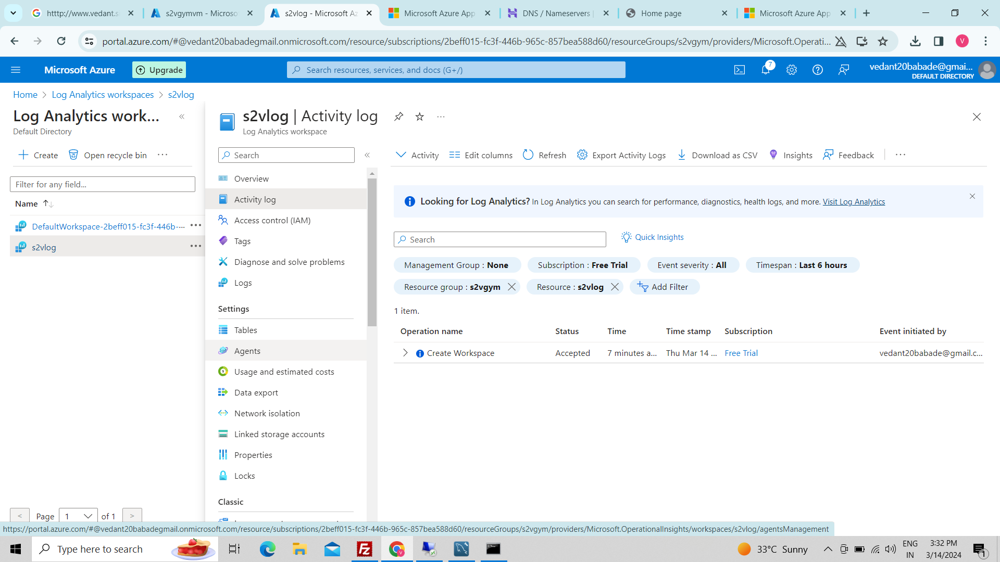 htttp://www.vedant.s
s2vgymvm - Microsof
s2vlog - Microsoft Az
Microsoft Azure App
DNS / Nameservers |
Home page
Microsoft Azure App
portal.azure.com/#@vedant20babadegmail.onmicrosoft.com/resource/subscriptions/2beff015-fc3f-446b-965c-857bea588d60/resourceGroups/s2vgym/providers/Microsoft.Operati...
V
Microsoft Azure
Upgrade
Search resources, services, and docs (G+/)
7
vedant20babade@gmai...
DEFAULT DIRECTORY
Home > Log Analytics workspaces > s2vlog
Log Analytics work...
Default Directory
Create
Open recycle bin
Filter for any field...
Name
DefaultWorkspace-2beff015-fc3f-446b-...
s2vlog
< Page 1 of 1 >
s2vlog | Activity log
Log Analytics workspace
Search
Overview
Activity log
Access control (IAM)
Tags
Diagnose and solve problems
Logs
Settings
Tables
Agents
Usage and estimated costs
Data export
Network isolation
Linked storage accounts
Properties
Locks
Classic
Activity
Edit columns
Refresh
Export Activity Logs
Download as CSV
Insights
Feedback
Looking for Log Analytics? In Log Analytics you can search for performance, diagnostics, health logs, and more. Visit Log Analytics
Search
Quick Insights
Management Group : None
Subscription : Free Trial
Event severity : All
Timespan : Last 6 hours
Resource group : s2vgym
Resource : s2vlog
Add Filter
1 item.
Operation name Status Time Time stamp Subscription Event initiated by
Create Workspace Accepted 7 minutes a... Thu Mar 14 ... Free Trial vedant20babade@gmail.c...
https://portal.azure.com/#@vedant20babadegmail.onmicrosoft.com/resource/subscriptions/2beff015-fc3f-446b-965c-857bea588d60/resourceGroups/s2vgym/providers/Microsoft.OperationalInsights/workspaces/s2vlog/agentsManagement
Type here to search
33°C Sunny
ENG
IN
3:32 PM
3/14/2024
1